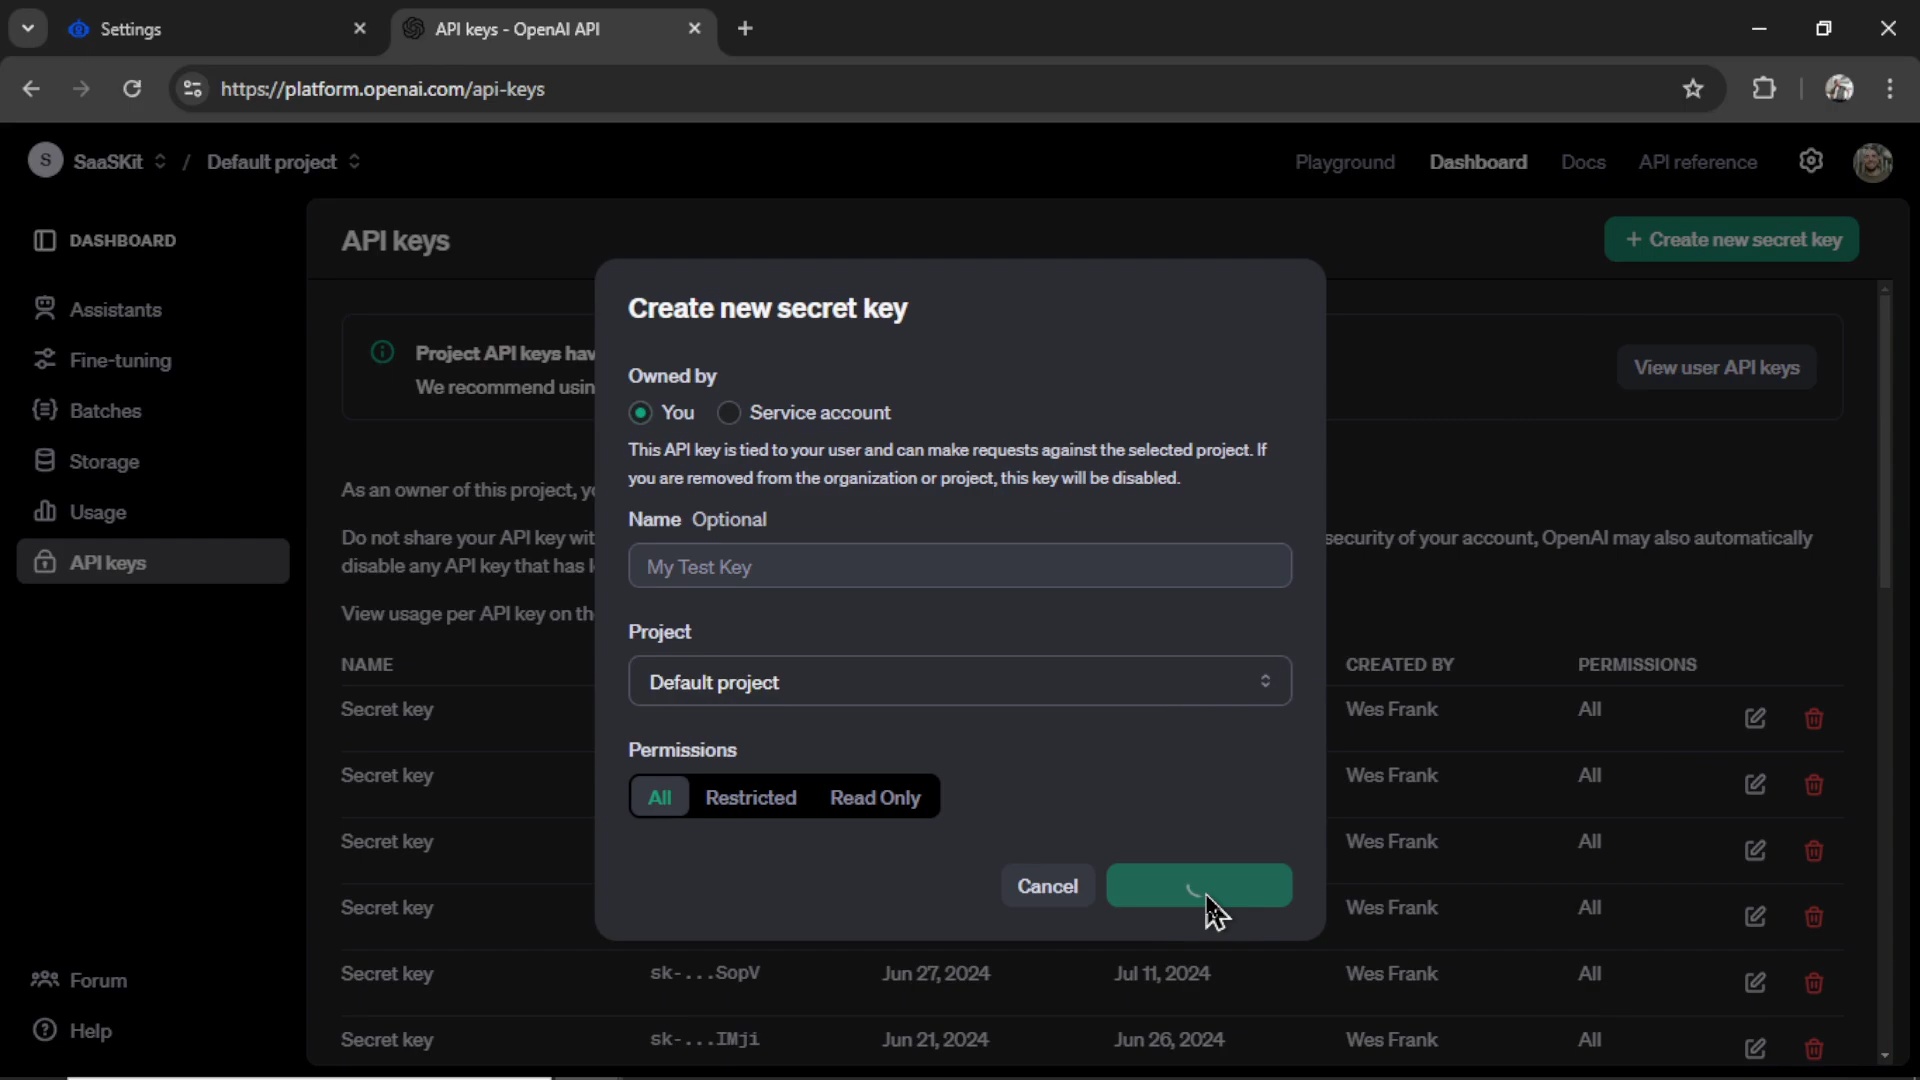 Settings
API keys - OpenAI API
https://platform.openai.com/api-keys
S SaaSKit / Default project
Playground Dashboard Docs API reference
DASHBOARD
Assistants
Fine-tuning
Batches
Storage
Usage
API keys
Forum
Help
API keys
+ Create new secret key
Project API keys hav
We recommend usin
View user API keys
As an owner of this project, yo
Do not share your API key wit
security of your account, OpenAI may also automatically
disable any API key that has
View usage per API key on th
NAME CREATED BY PERMISSIONS
Secret key Wes Frank All
Secret key Wes Frank All
Secret key Wes Frank All
Secret key Wes Frank All
Secret key sk-...SopV Jun 27, 2024 Jul 11, 2024 Wes Frank All
Secret key sk-...IMji Jun 21, 2024 Jun 26, 2024 Wes Frank All
Create new secret key
Owned by
You Service account
This API key is tied to your user and can make requests against the selected project. If
you are removed from the organization or project, this key will be disabled.
Name Optional
My Test Key
Project
Default project
Permissions
All Restricted Read Only
Cancel